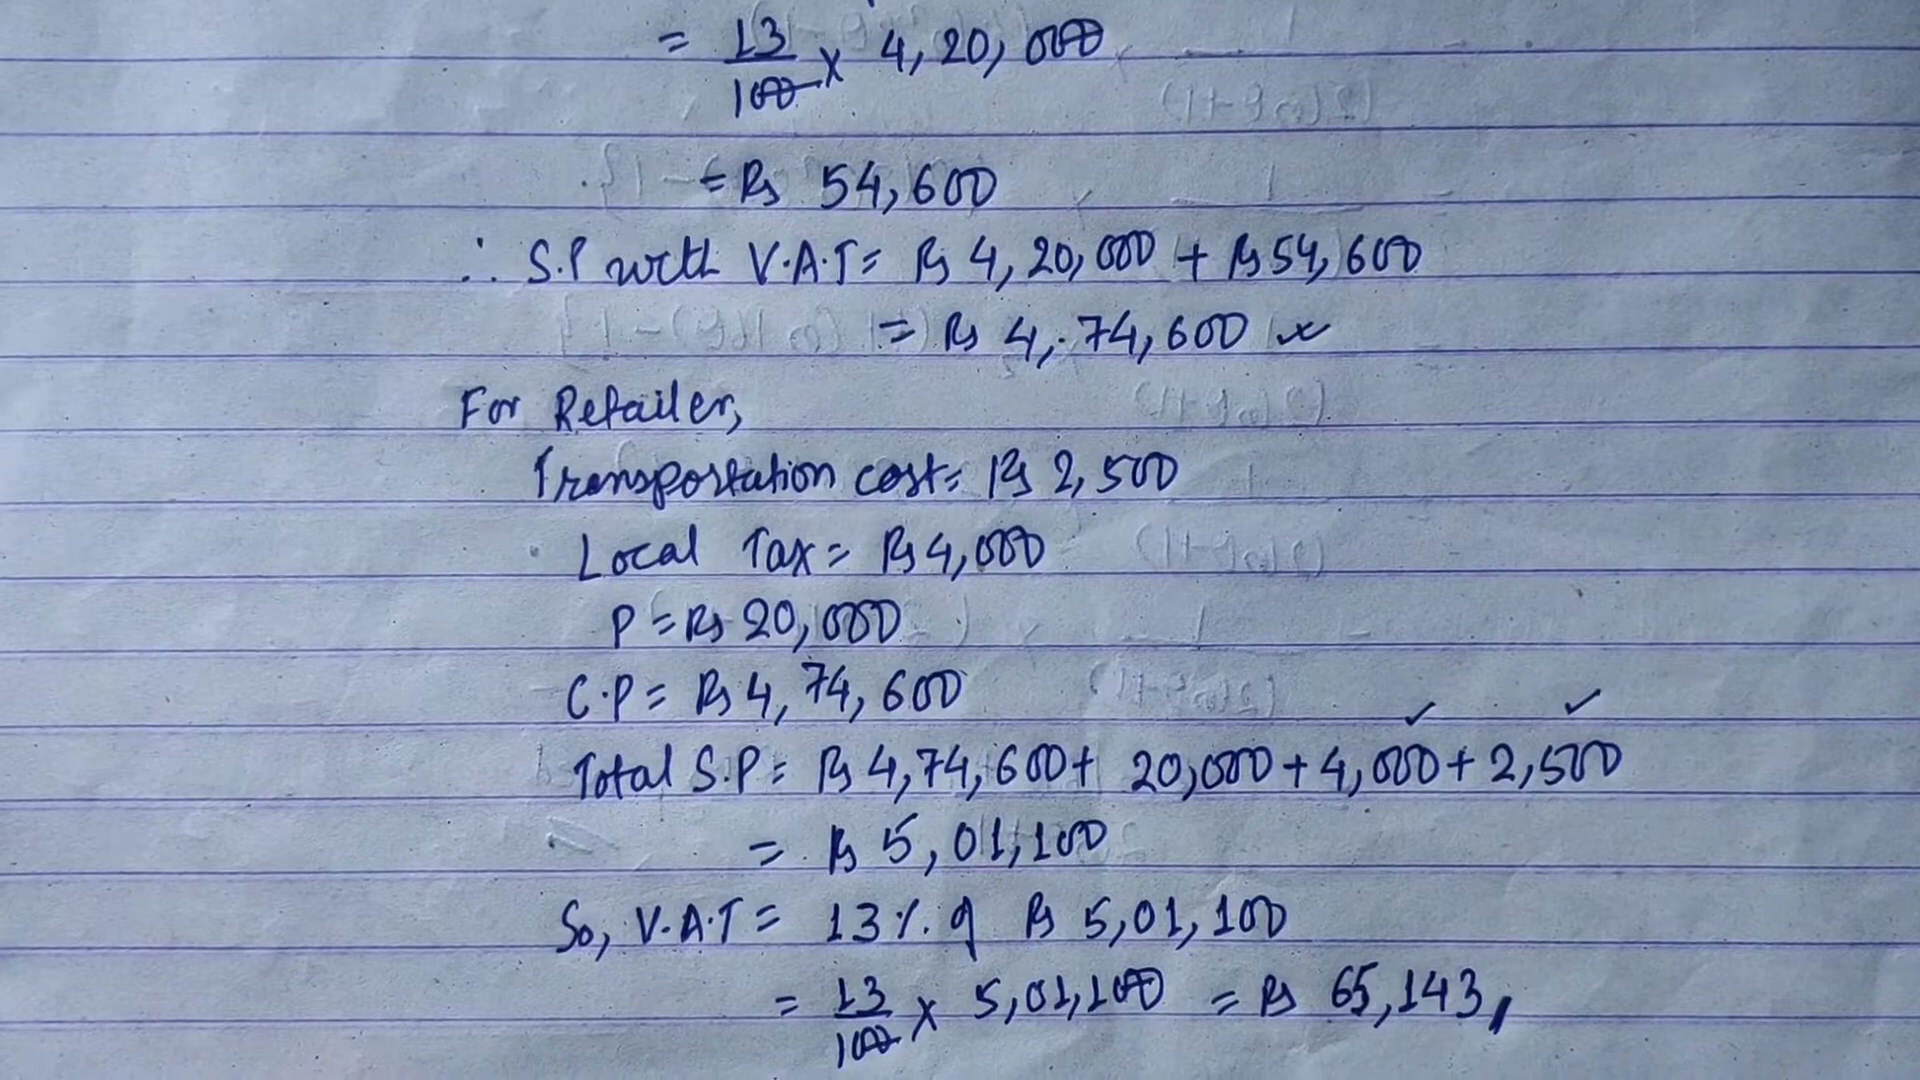 = 13/100 × 4,20,000
= Rs 54,600
∴ S.P with V.A.T = Rs 4,20,000 + Rs 54,600
= Rs 4,74,600
For Retailer,
Transportation cost = Rs 2,500
Local Tax = Rs 4,000
P = Rs 20,000
C.P = Rs 4,74,600
Total S.P = Rs 4,74,600 + 20,000 + 4,000 + 2,500
= Rs 5,01,100
So, V.A.T = 13% of Rs 5,01,100
= 13/100 × 5,01,100 = Rs 65,143